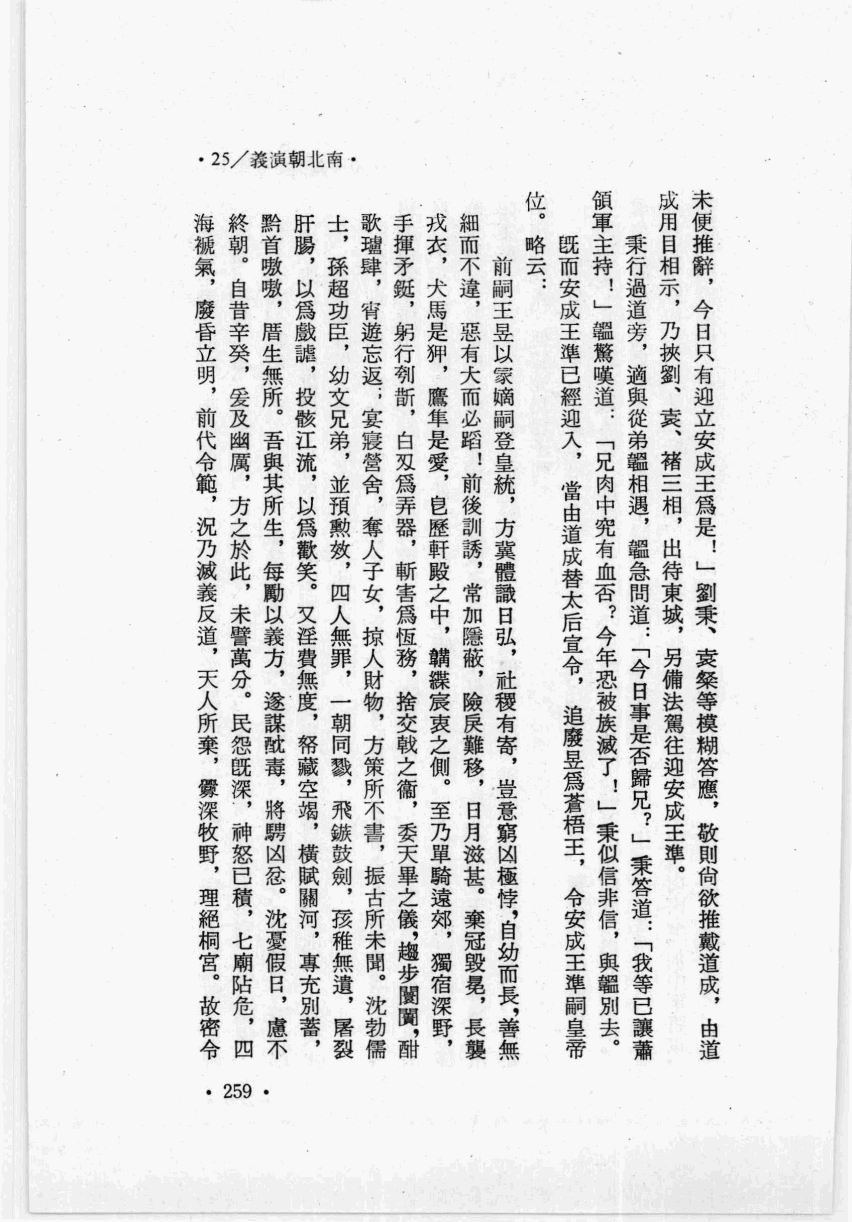 •25／義演朝北南•
未便推辭，今日只有迎立安成王爲是！」劉秉、袁粲等模糊答應，敬則尙欲推戴道成，由道
成用目相示，乃挾劉、袁、褚三相，出待東城，另備法駕往迎安成王準。
秉行過道旁，適與從弟韞相遇，韞急問道：「今日事是否歸兄？」秉答道：「我等已讓蕭
領軍主持！」韞驚嘆道：「兄肉中究有血否？今年恐被族滅了！」秉似信非信，與韞別去。
旣而安成王準已經迎入，當由道成替太后宣令，追廢昱爲蒼梧王，令安成王準嗣皇帝
位。略云：
前嗣王昱以冢嫡嗣登皇統，方冀體識日弘，社稷有寄，豈意窮凶極悖，自幼而長，善無
細而不違，惡有大而必蹈！前後訓誘，常加隱蔽，險戾難移，日月滋甚。棄冠毀冕，長襲
戎衣，犬馬是狎，鷹隼是愛，皀歷軒殿之中，韝緤宸扆之側。至乃單騎遠郊，獨宿深野，
手揮矛鋋，躬行刳斮，白刄爲弄器，斬害爲恆務，捨交戟之衞，委天畢之儀，趨步闤闠，酣
歌壚肆，宵遊忘返；宴寢營舍，奪人子女，掠人財物，方策所不書，振古所未聞。沈勃儒
士，孫超功臣，幼文兄弟，並預勳效，四人無罪，一朝同戮，飛鏃鼓劍，孩稚無遺，屠裂
肝腸，以爲戲謔，投骸江流，以爲歡笑。又淫費無度，帑藏空竭，橫賦關河，專充別蓄，
黔首嗷嗷，厝生無所。吾與其所生，每勵以義方，遂謀酖毒，將騁凶忿。沈憂假日，慮不
終朝。自昔辛癸，爰及幽厲，方之於此，未譬萬分。民怨旣深，神怒已積，七廟阽危，四
海褫氣，廢昏立明，前代令範，況乃滅義反道，天人所棄，釁深牧野，理絕桐宮。故密令
•259•